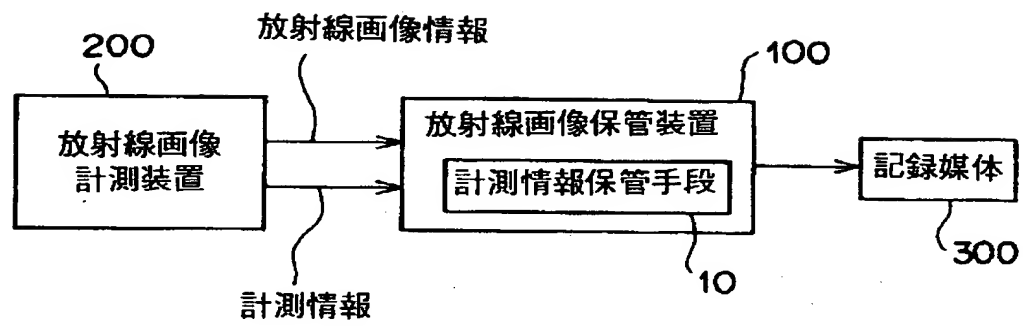 200
放射線画像情報
100
放射線画像
計測装置
放射線画像保管装置
計測情報保管手段
記録媒体
計測情報
10
300